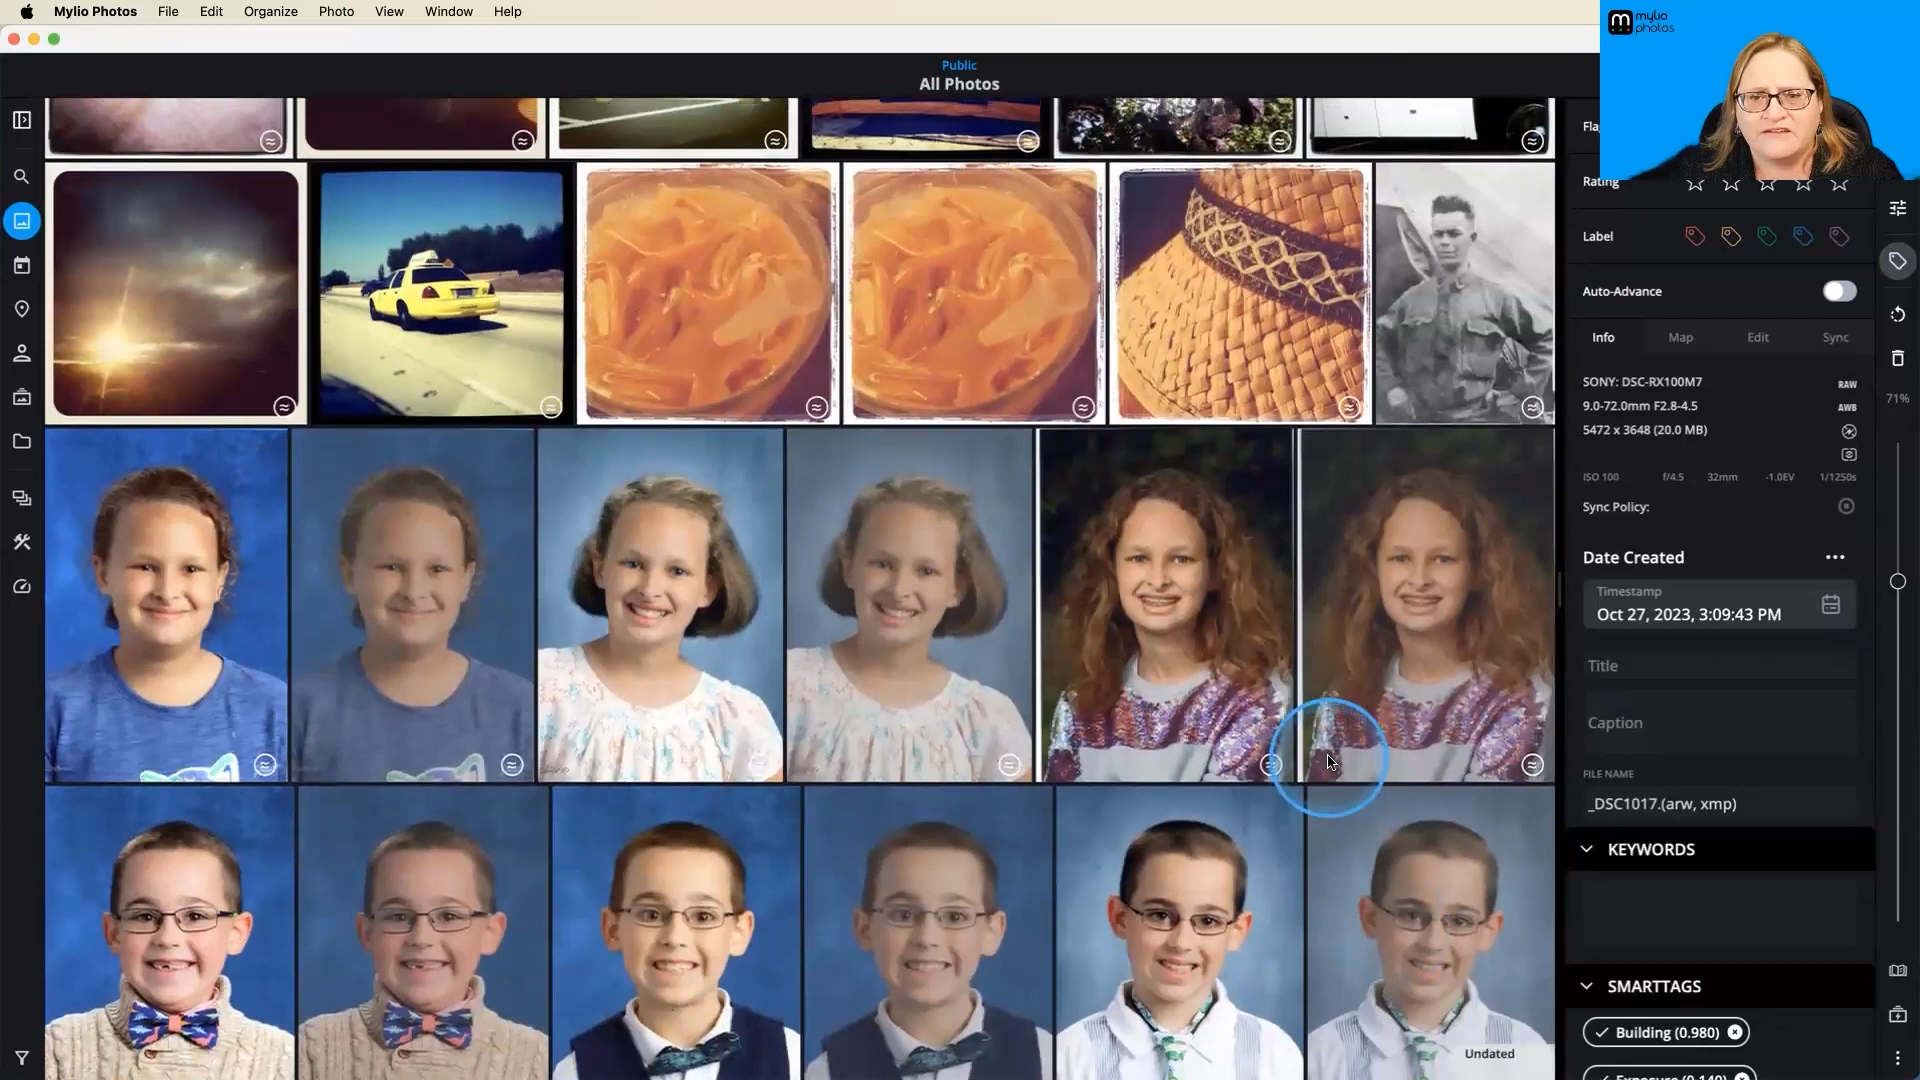 Mylio Photos File Edit Organize Photo View Window Help
mylio
photos
Public
All Photos
Rating
Label
Auto-Advance
Info Map Edit Sync
SONY: DSC-RX100M7 RAW
9.0-72.0mm F2.8-4.5 AWB
5472 x 3648 (20.0 MB)
71%
ISO 100 f/4.5 32mm -1.0EV 1/1250s
Sync Policy:
Date Created
Timestamp
Oct 27, 2023, 3:09:43 PM
Title
Caption
FILE NAME
_DSC1017.(arw, xmp)
KEYWORDS
SMARTTAGS
Building (0.980)
Undated